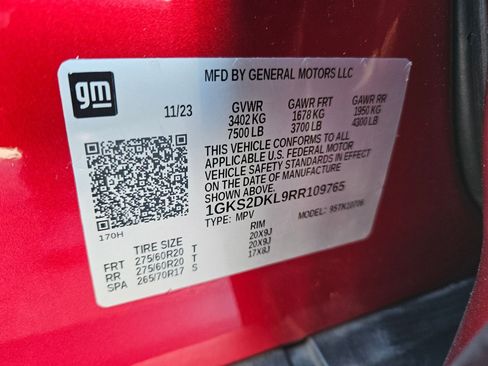 gm
MFD BY GENERAL MOTORS LLC
11/23
GVWR GAWR FRT GAWR RR
3402 KG 1678 KG 1950 KG
7500 LB 3700 LB 4300 LB
THIS VEHICLE CONFORMS TO ALL
APPLICABLE U.S. FEDERAL MOTOR
VEHICLE SAFETY STANDARDS IN EFFECT
ON THE DATE OF MANUFACTURE
SHOWN ABOVE.
1GKS2DKL9RR109765
TYPE: MPV MODEL: 9STK10706
170H
TIRE SIZE RIM
FRT 275/60R20 T 20X9J
RR 275/60R20 T 20X9J
SPA 265/70R17 S 17X8J